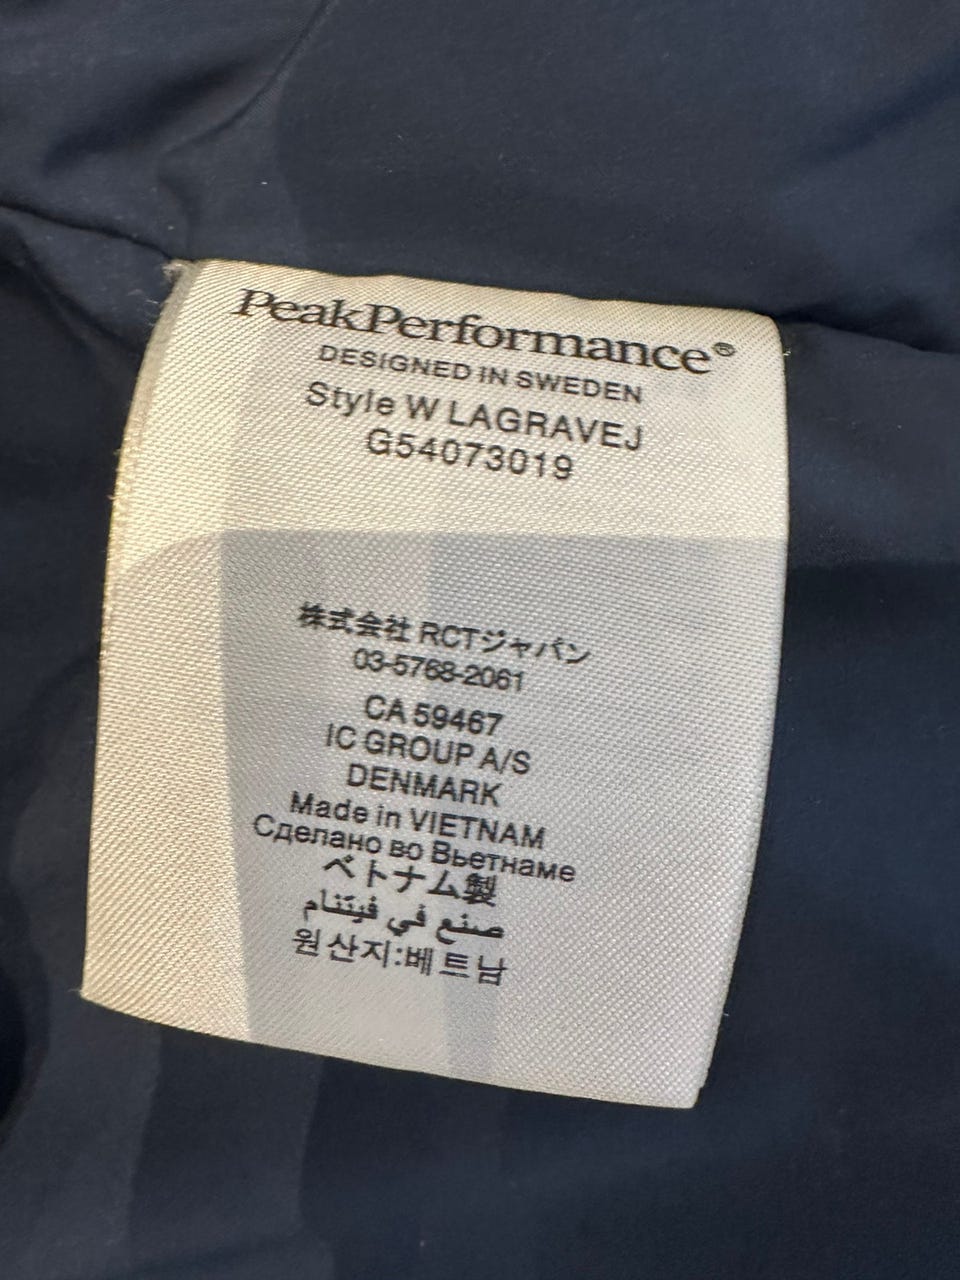 PeakPerformance®
DESIGNED IN SWEDEN
Style W LAGRAVEJ
G54073019
株式会社 RCTジャパン
03-5768-2061
CA 59467
IC GROUP A/S
DENMARK
Made in VIETNAM
Сделано во Вьетнаме
ベトナム製
صنع في فيتنام
원산지:베트남